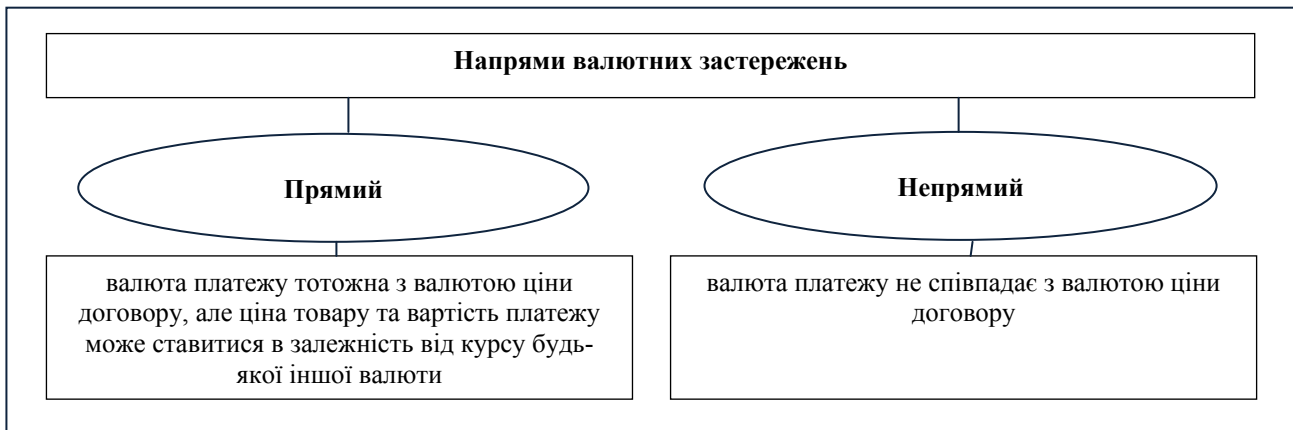 Напрями валютних застережень
Прямий
Непрямий
валюта платежу тотожна з валютою ціни
договору, але ціна товару та вартість платежу
може ставитися в залежність від курсу будь-
якої іншої валюти
валюта платежу не співпадає з валютою ціни
договору